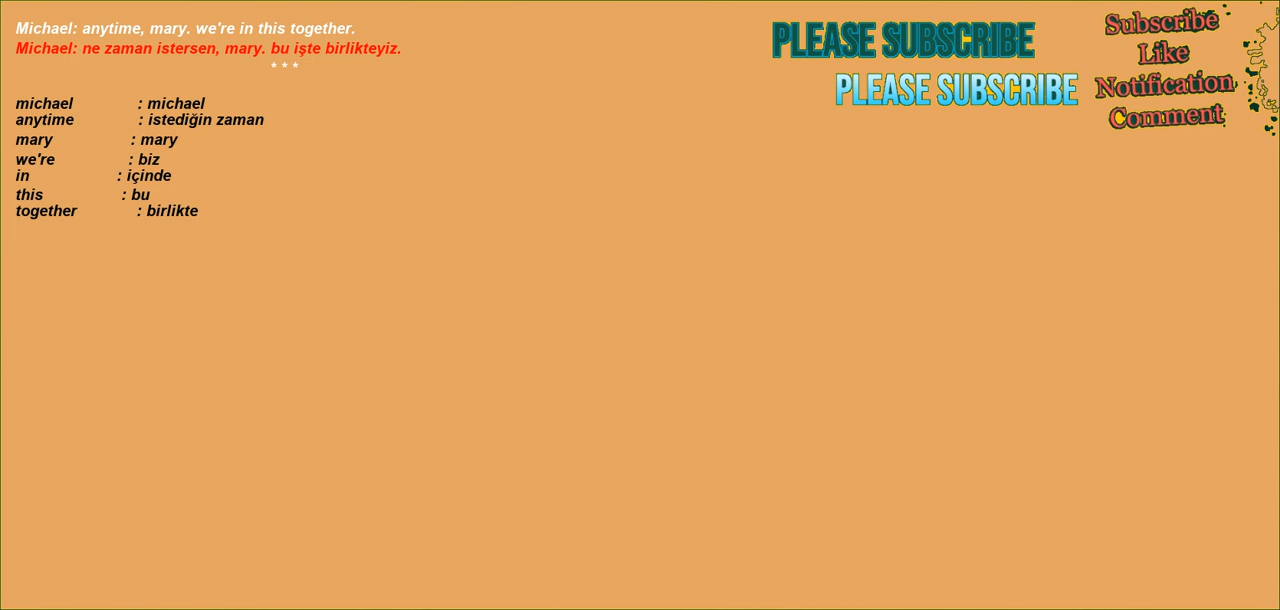 Michael: anytime, mary. we're in this together.
Michael: ne zaman istersen, mary. bu işte birlikteyiz.
* * *
michael : michael
anytime : istediğin zaman
mary : mary
we're : biz
in : içinde
this : bu
together : birlikte
PLEASE SUBSCRIBE
PLEASE SUBSCRIBE
Subscribe
Like
Notification
Comment